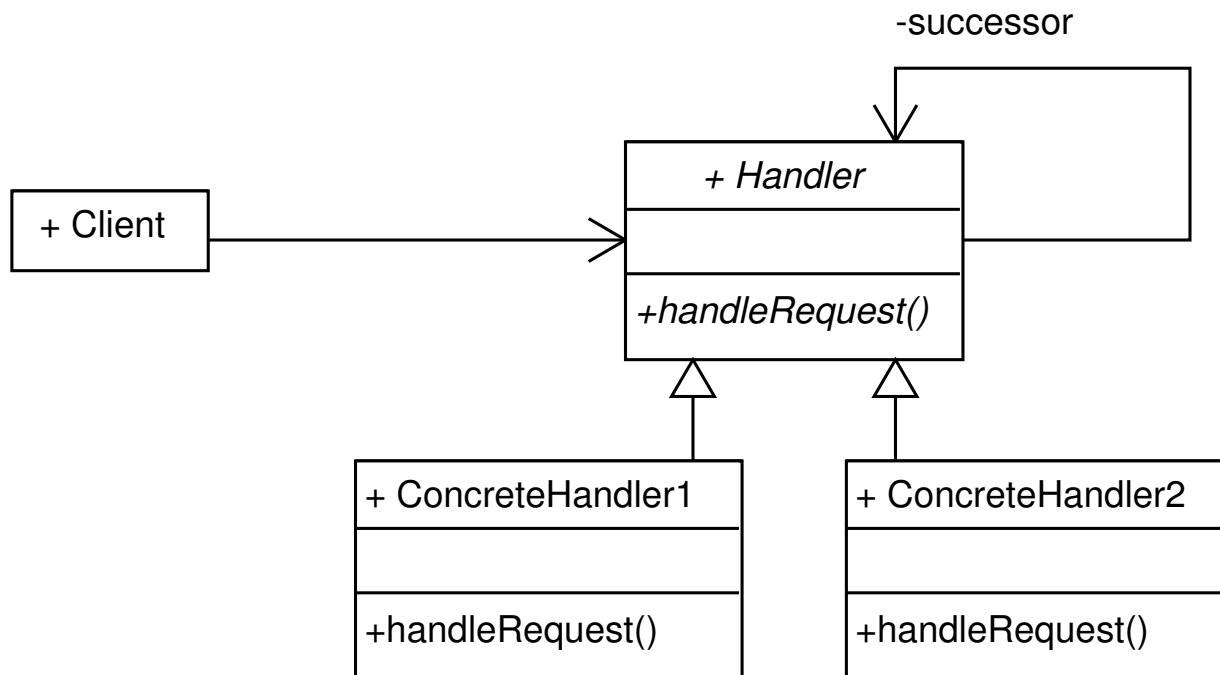 -successor
+ Handler
+ Client
+handleRequest()
+ ConcreteHandler1
+handleRequest()
+ ConcreteHandler2
+handleRequest()